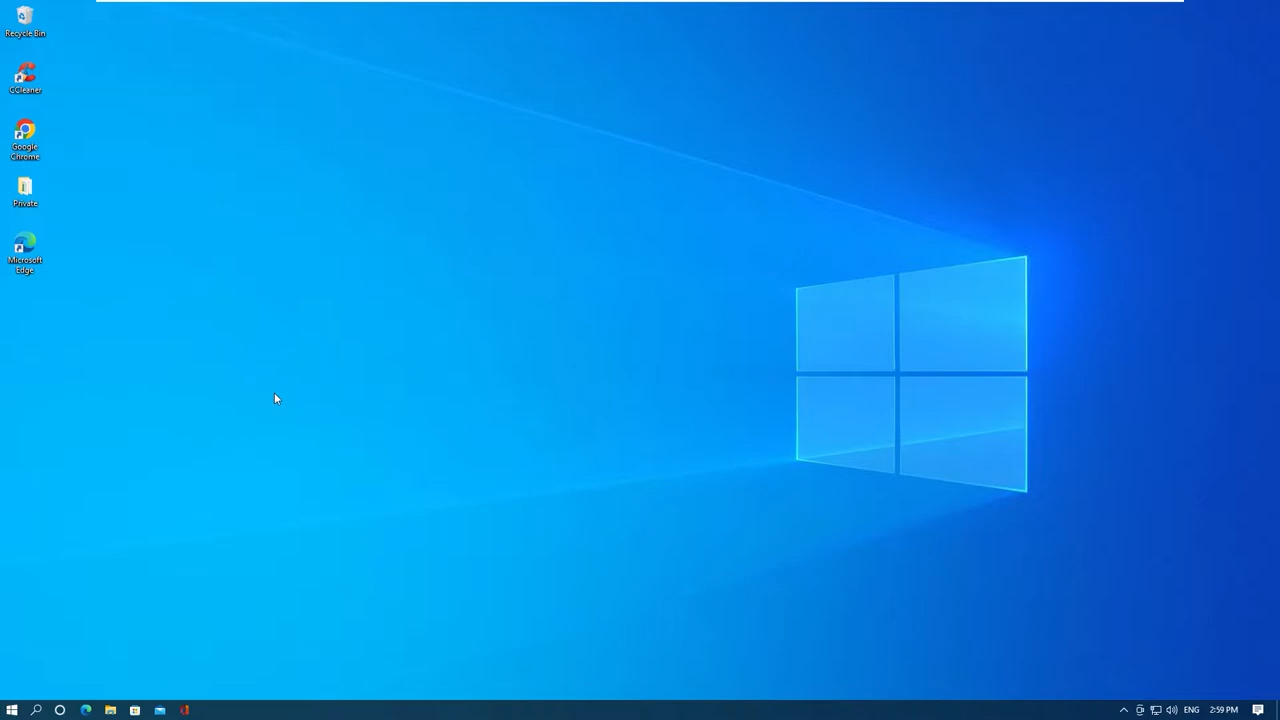 Recycle Bin
CCleaner
Google
Chrome
Private
Microsoft
Edge
ENG
2:59 PM